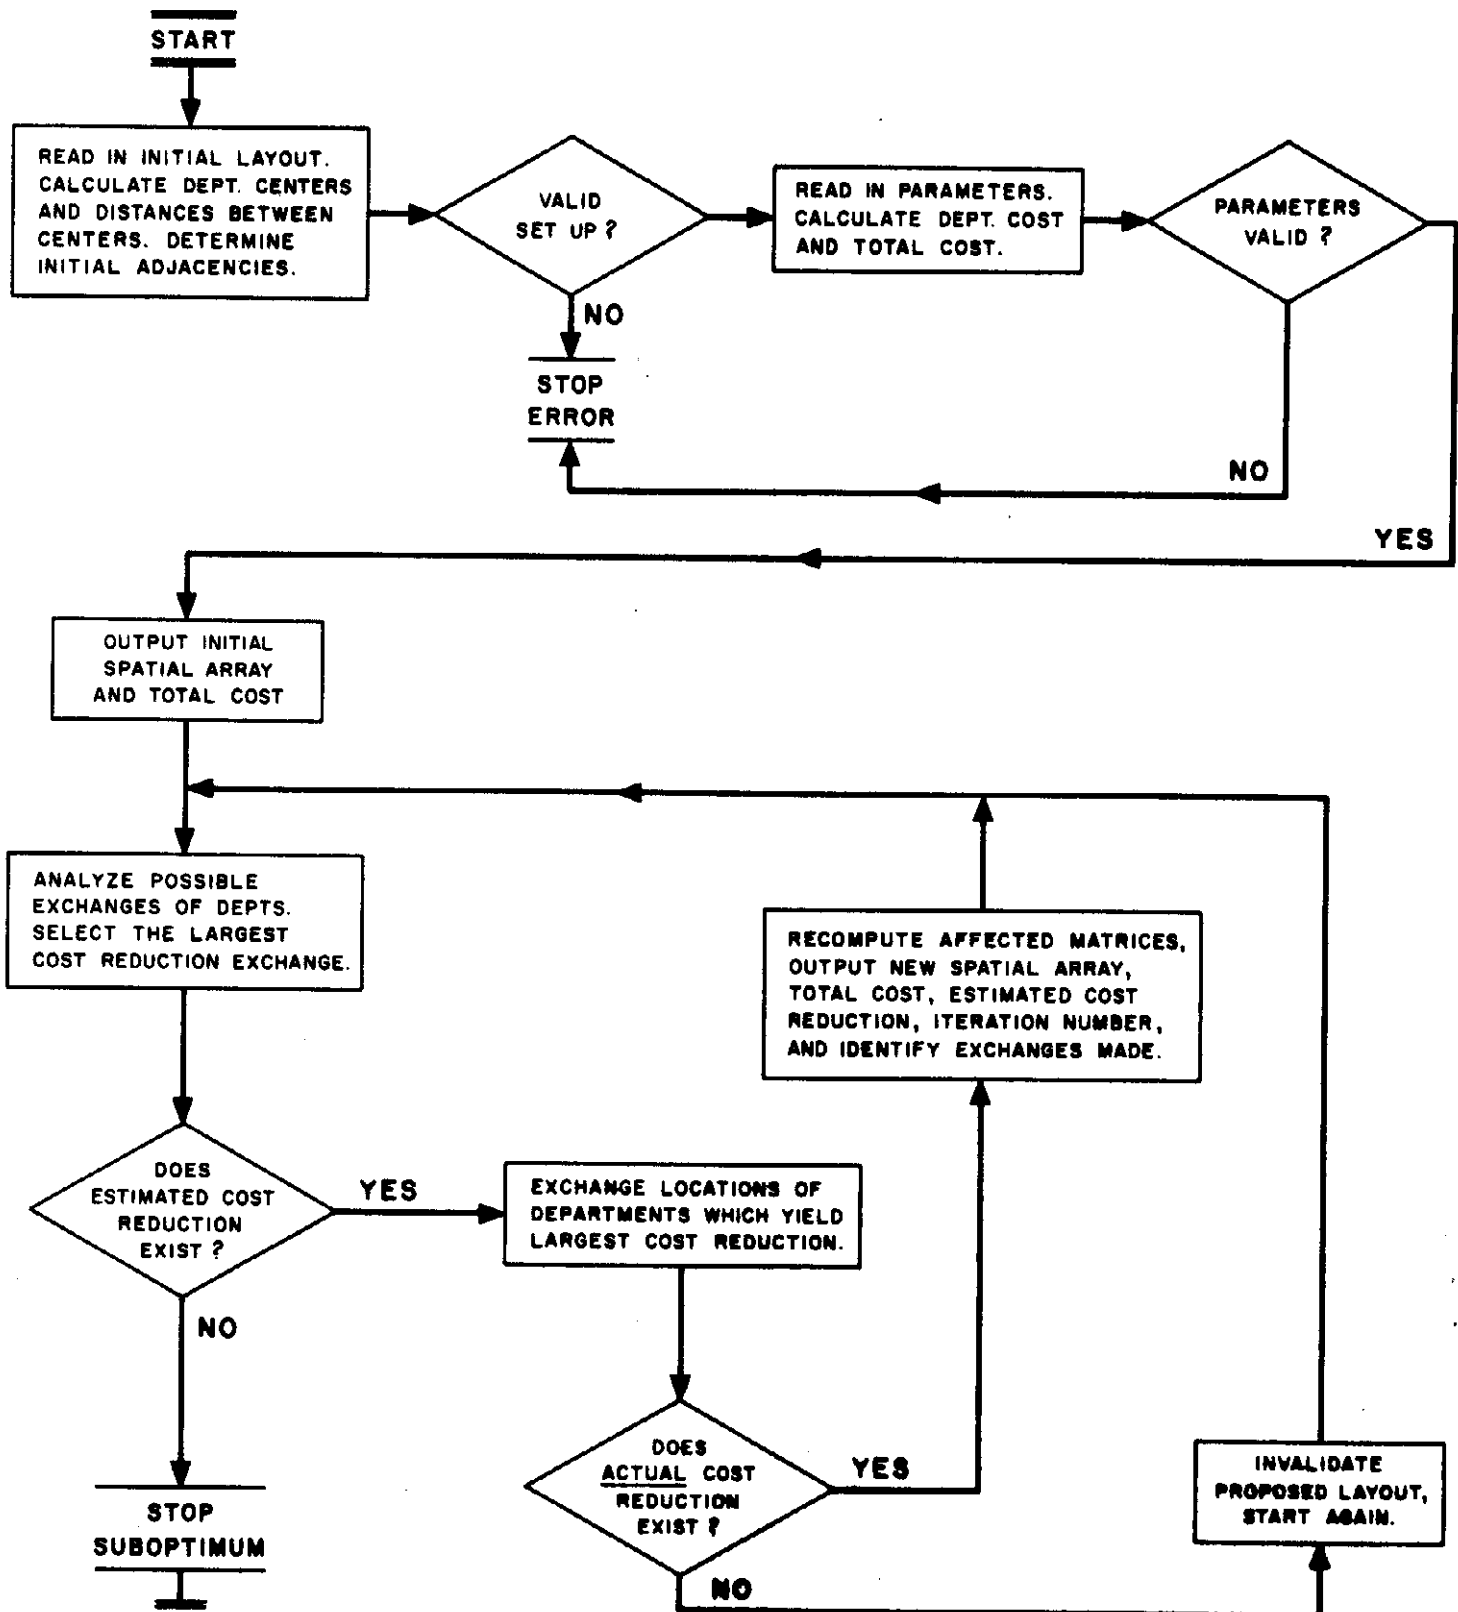 START
READ IN INITIAL LAYOUT.
CALCULATE DEPT. CENTERS
AND DISTANCES BETWEEN
CENTERS. DETERMINE
INITIAL ADJACENCIES.
VALID
SET UP?
READ IN PARAMETERS.
CALCULATE DEPT. COST
AND TOTAL COST.
PARAMETERS
VALID?
NO
STOP
ERROR
NO
YES
OUTPUT INITIAL
SPATIAL ARRAY
AND TOTAL COST
ANALYZE POSSIBLE
EXCHANGES OF DEPTS.
SELECT THE LARGEST
COST REDUCTION EXCHANGE.
RECOMPUTE AFFECTED MATRICES,
OUTPUT NEW SPATIAL ARRAY,
TOTAL COST, ESTIMATED COST
REDUCTION, ITERATION NUMBER,
AND IDENTIFY EXCHANGES MADE.
DOES
ESTIMATED COST
REDUCTION
EXIST?
YES
EXCHANGE LOCATIONS OF
DEPARTMENTS WHICH YIELD
LARGEST COST REDUCTION.
NO
DOES
ACTUAL COST
REDUCTION
EXIST?
YES
INVALIDATE
PROPOSED LAYOUT,
START AGAIN.
STOP
SUBOPTIMUM
NO